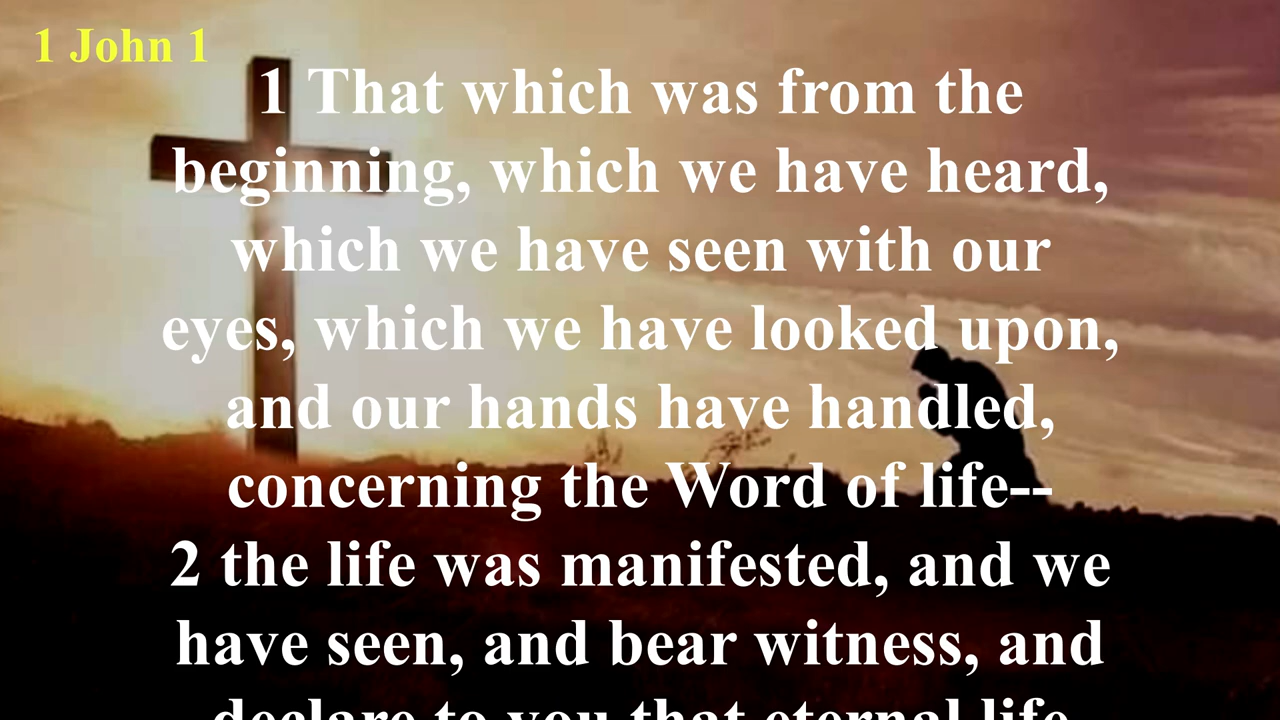 1 John 1
1 That which was from the
beginning, which we have heard,
which we have seen with our
eyes, which we have looked upon,
and our hands have handled,
concerning the Word of life--
2 the life was manifested, and we
have seen, and bear witness, and
declare to you that eternal life